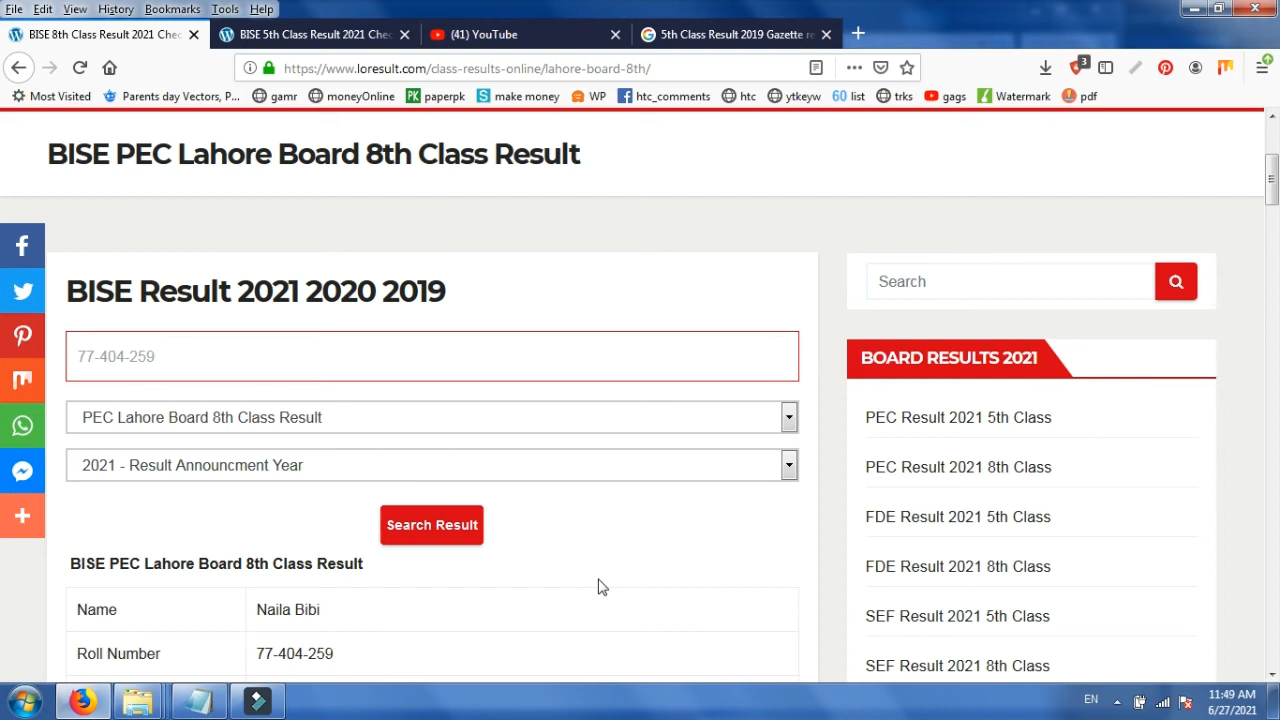 File Edit View History Bookmarks Tools Help
BISE 8th Class Result 2021 Chec BISE 5th Class Result 2021 Chec (41) YouTube 5th Class Result 2019 Gazette re
https://www.loresult.com/class-results-online/lahore-board-8th/ 3
Most Visited Parents day Vectors, P... gamr moneyOnline paperpk make money WP htc_comments htc ytkeyw 60 list trks gags Watermark pdf
BISE PEC Lahore Board 8th Class Result
BISE Result 2021 2020 2019
77-404-259
PEC Lahore Board 8th Class Result
2021 - Result Announcment Year
Search Result
BISE PEC Lahore Board 8th Class Result
Name Naila Bibi
Roll Number 77-404-259
Search
BOARD RESULTS 2021
PEC Result 2021 5th Class
PEC Result 2021 8th Class
FDE Result 2021 5th Class
FDE Result 2021 8th Class
SEF Result 2021 5th Class
SEF Result 2021 8th Class
EN
11:49 AM
6/27/2021